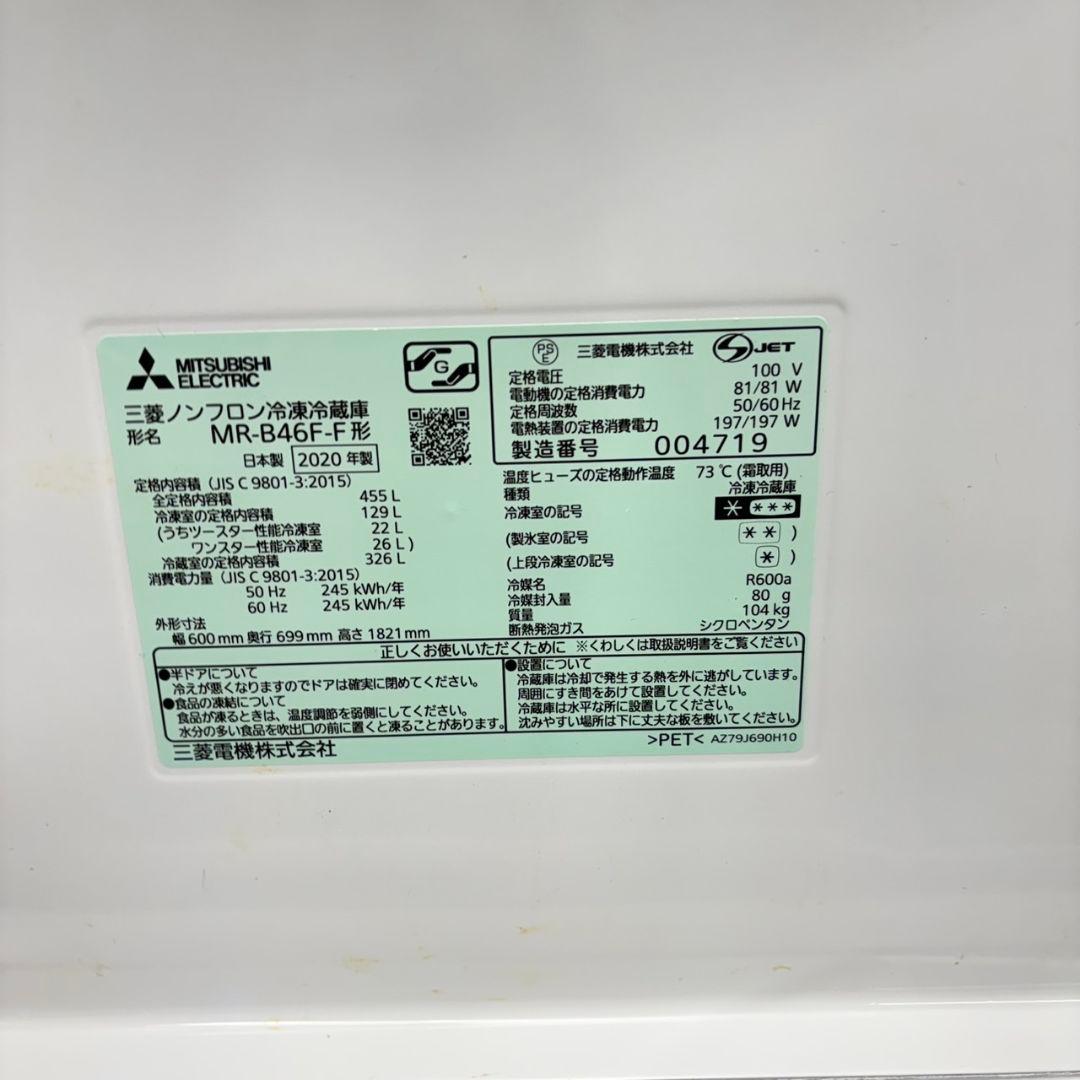 MITSUBISHI
ELECTRIC
G
三菱ノンフロン冷凍冷蔵庫
形名 MR-B46F-F形
日本製 2020年製
定格内容積 (JIS C 9801-3:2015)
全定格内容積 455 L
冷凍室の定格内容積 129 L
(うちツースター性能冷凍室 22 L
ワンスター性能冷凍室 26 L)
冷蔵室の定格内容積 326 L
消費電力量 (JIS C 9801-3:2015)
50 Hz 245 kWh/年
60 Hz 245 kWh/年
外形寸法
幅 600 mm 奥行 699 mm 高さ 1821 mm
PS
E
三菱電機株式会社
S JET
定格電圧 100 V
電動機の定格消費電力 81/81 W
定格周波数 50/60 Hz
電熱装置の定格消費電力 197/197 W
製造番号 004719
温度ヒューズの定格動作温度 73 ℃ (霜取用)
種類 冷凍冷蔵庫
冷凍室の記号 * ***
(製氷室の記号 ** )
(上段冷凍室の記号 * )
冷媒名 R600a
冷媒封入量 80 g
質量 104 kg
断熱発泡ガス シクロペンタン
正しくお使いいただくために ※くわしくは取扱説明書をご覧ください
●半ドアについて
冷えが悪くなりますのでドアは確実に閉めてください。
●食品の凍結について
食品が凍るときは、温度調節を弱側にしてください。
水分の多い食品を吹出口の前に置くと凍ることがあります。
●設置について
冷蔵庫は冷却で発生する熱を外に逃がしています。
周囲にすき間をあけて設置してください。
冷蔵庫は水平な所に設置してください。
沈みやすい場所は下に丈夫な板を敷いてください。
三菱電機株式会社
>PET< AZ79J690H10